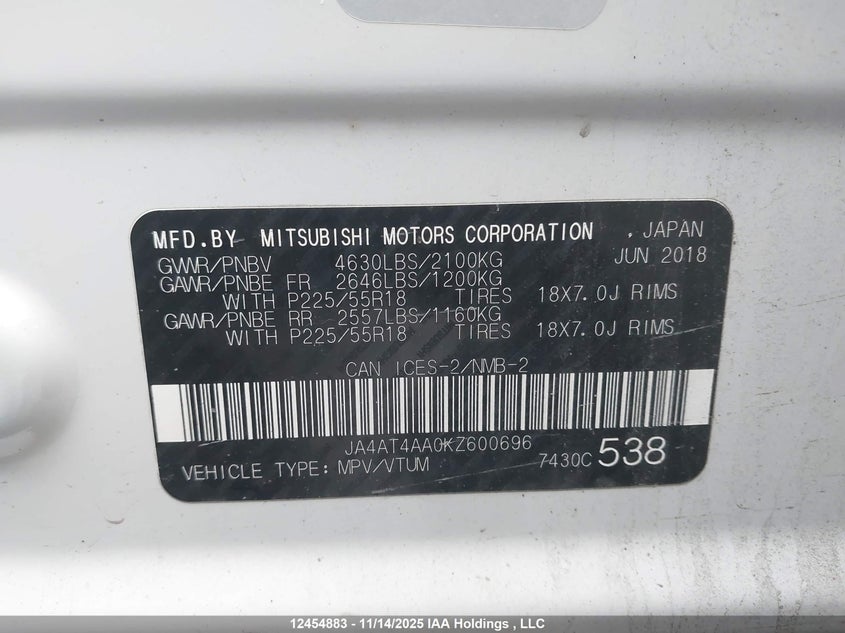 MFD.BY MITSUBISHI MOTORS CORPORATION , JAPAN
GVWR/PNBV 4630LBS/2100KG JUN 2018
GAWR/PNBE FR 2646LBS/1200KG
WITH P225/55R18 TIRES 18X7.0J RIMS
GAWR/PNBE RR 2557LBS/1160KG
WITH P225/55R18 TIRES 18X7.0J RIMS
CAN ICES-2/NMB-2
JA4AT4AA0KZ600696
VEHICLE TYPE: MPV/VTUM 7430C 538
12454883 - 11/14/2025 IAA Holdings , LLC